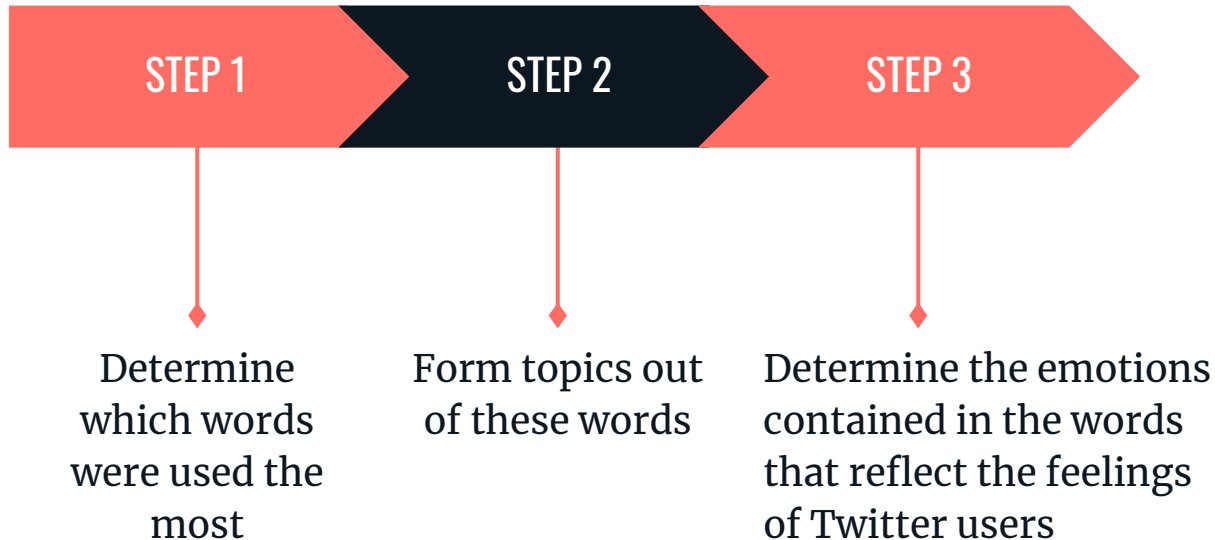 STEP 1
STEP 2
STEP 3
Determine
which words
were used the
most
Form topics out
of these words
Determine the emotions
contained in the words
that reflect the feelings
of Twitter users